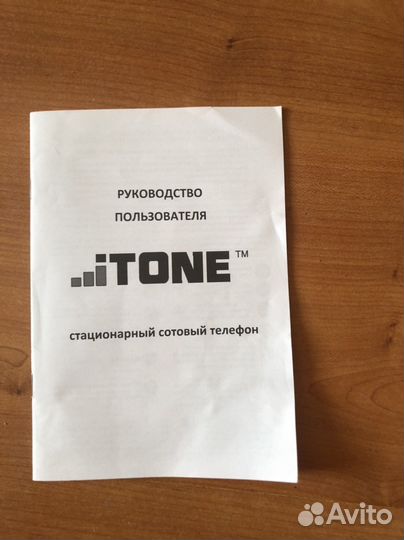 РУКОВОДСТВО
ПОЛЬЗОВАТЕЛЯ
iTONE™
стационарный сотовый телефон
Avito